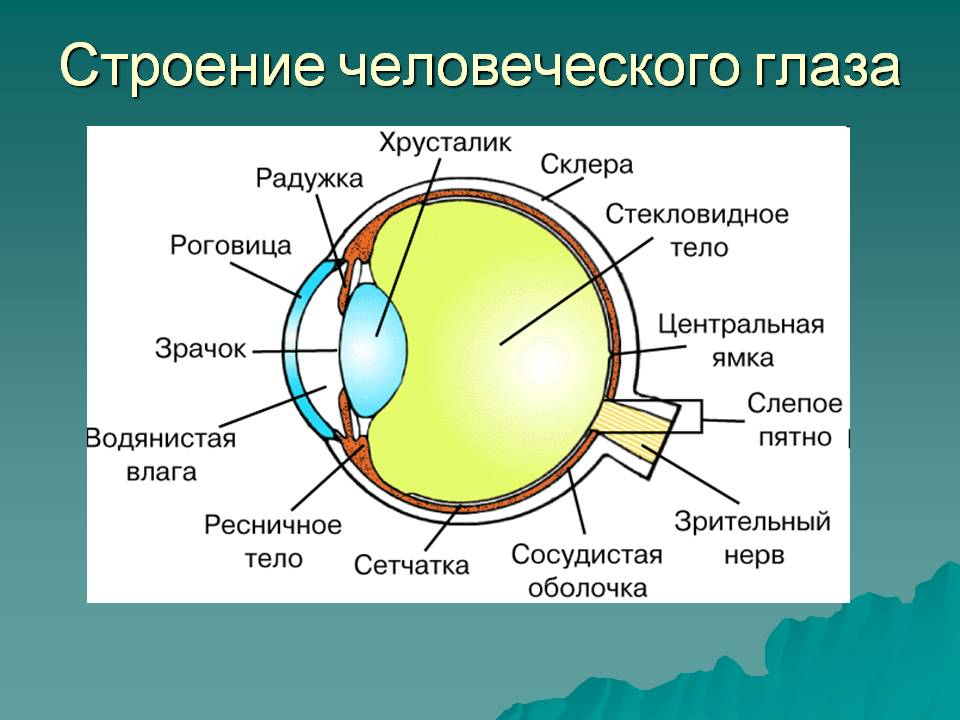 Строение человеческого глаза
Хрусталик
Склера
Радужка
Стекловидное
тело
Роговица
Центральная
ямка
Зрачок
Слепое
пятно
Водянистая
влага
Зрительный
нерв
Ресничное
тело
Сетчатка
Сосудистая
оболочка